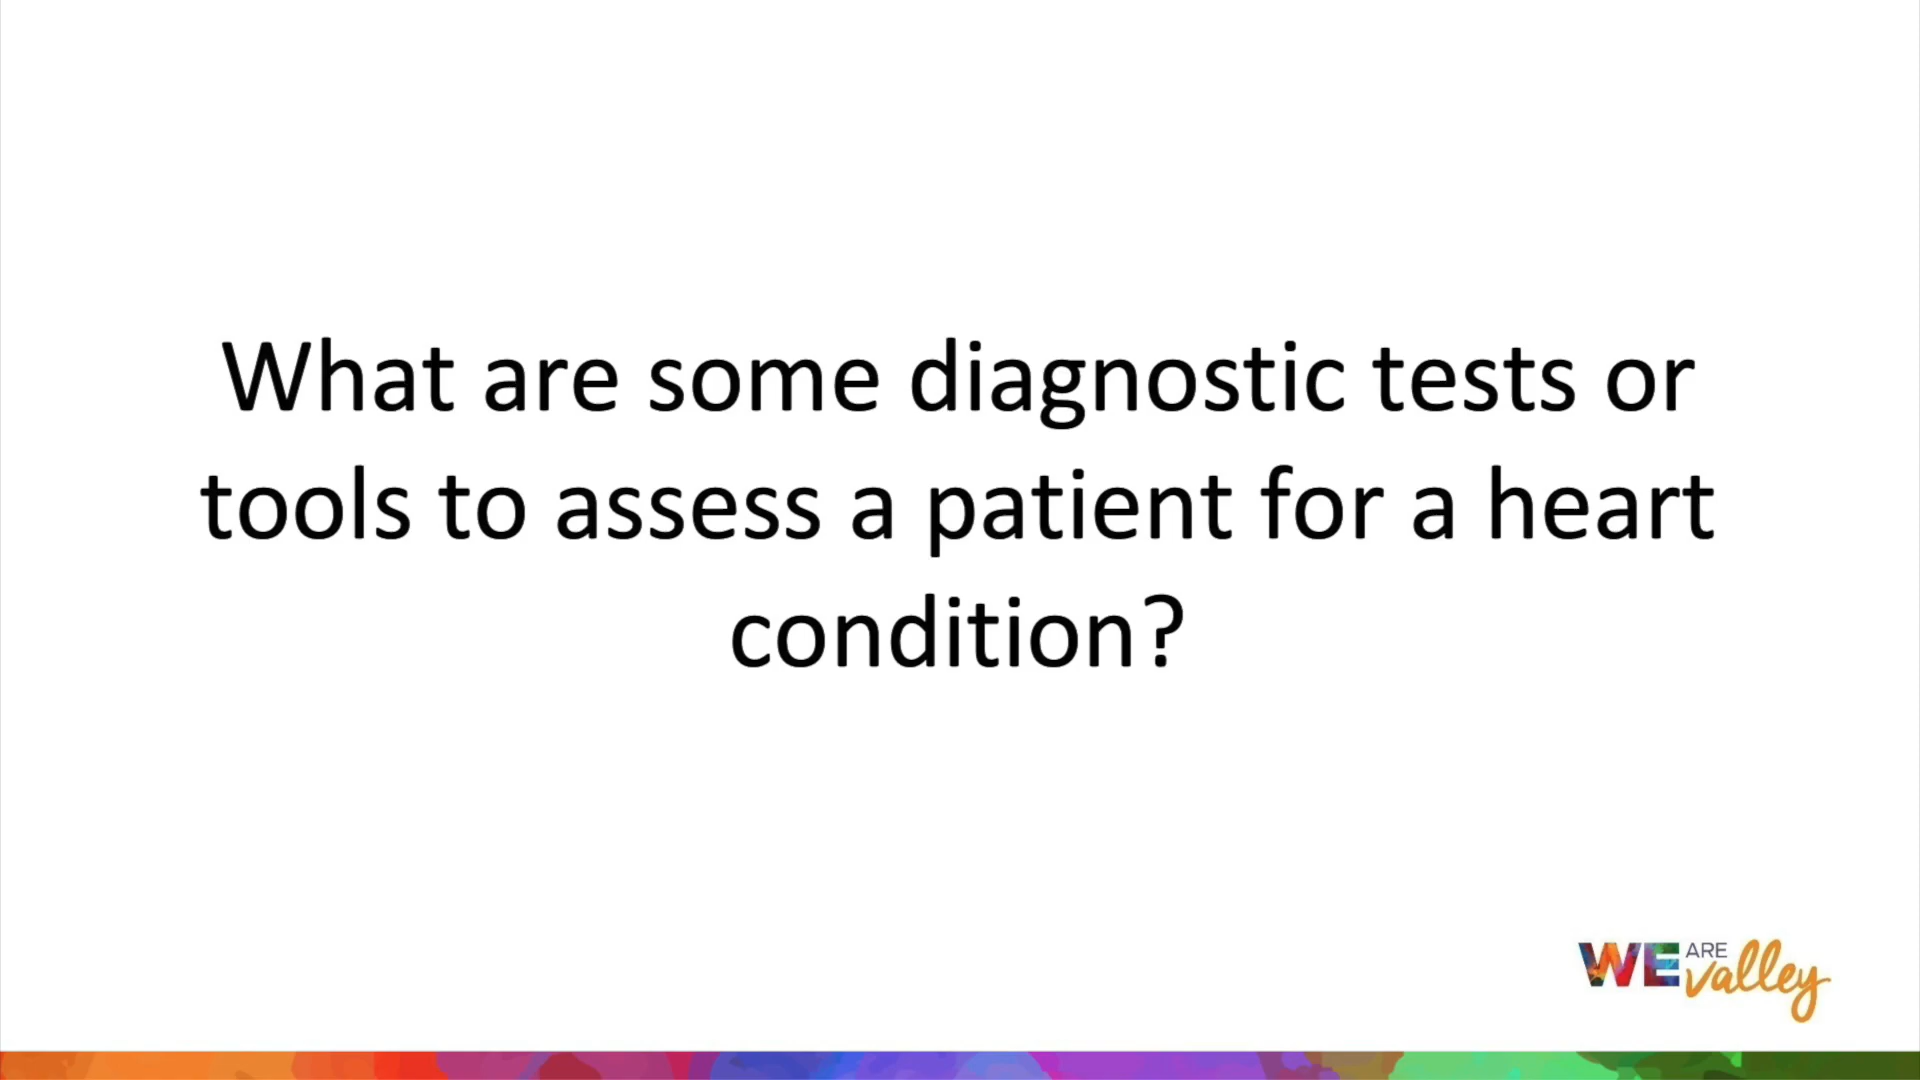 What are some diagnostic tests or
tools to assess a patient for a heart
condition?
WE ARE valley